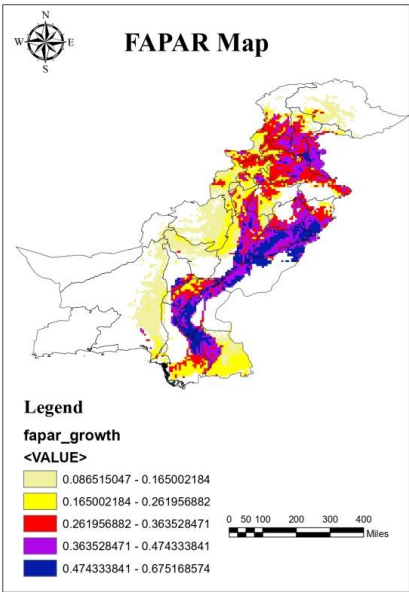 N
FAPAR Map
W E
S
Legend
fapar_growth
<VALUE>
0.086515047 - 0.165002184
0.165002184 - 0.261956882
0.261956882 - 0.363528471
0.363528471 - 0.474333841
0.474333841 - 0.675168574
0 50 100 200 300 400
Miles